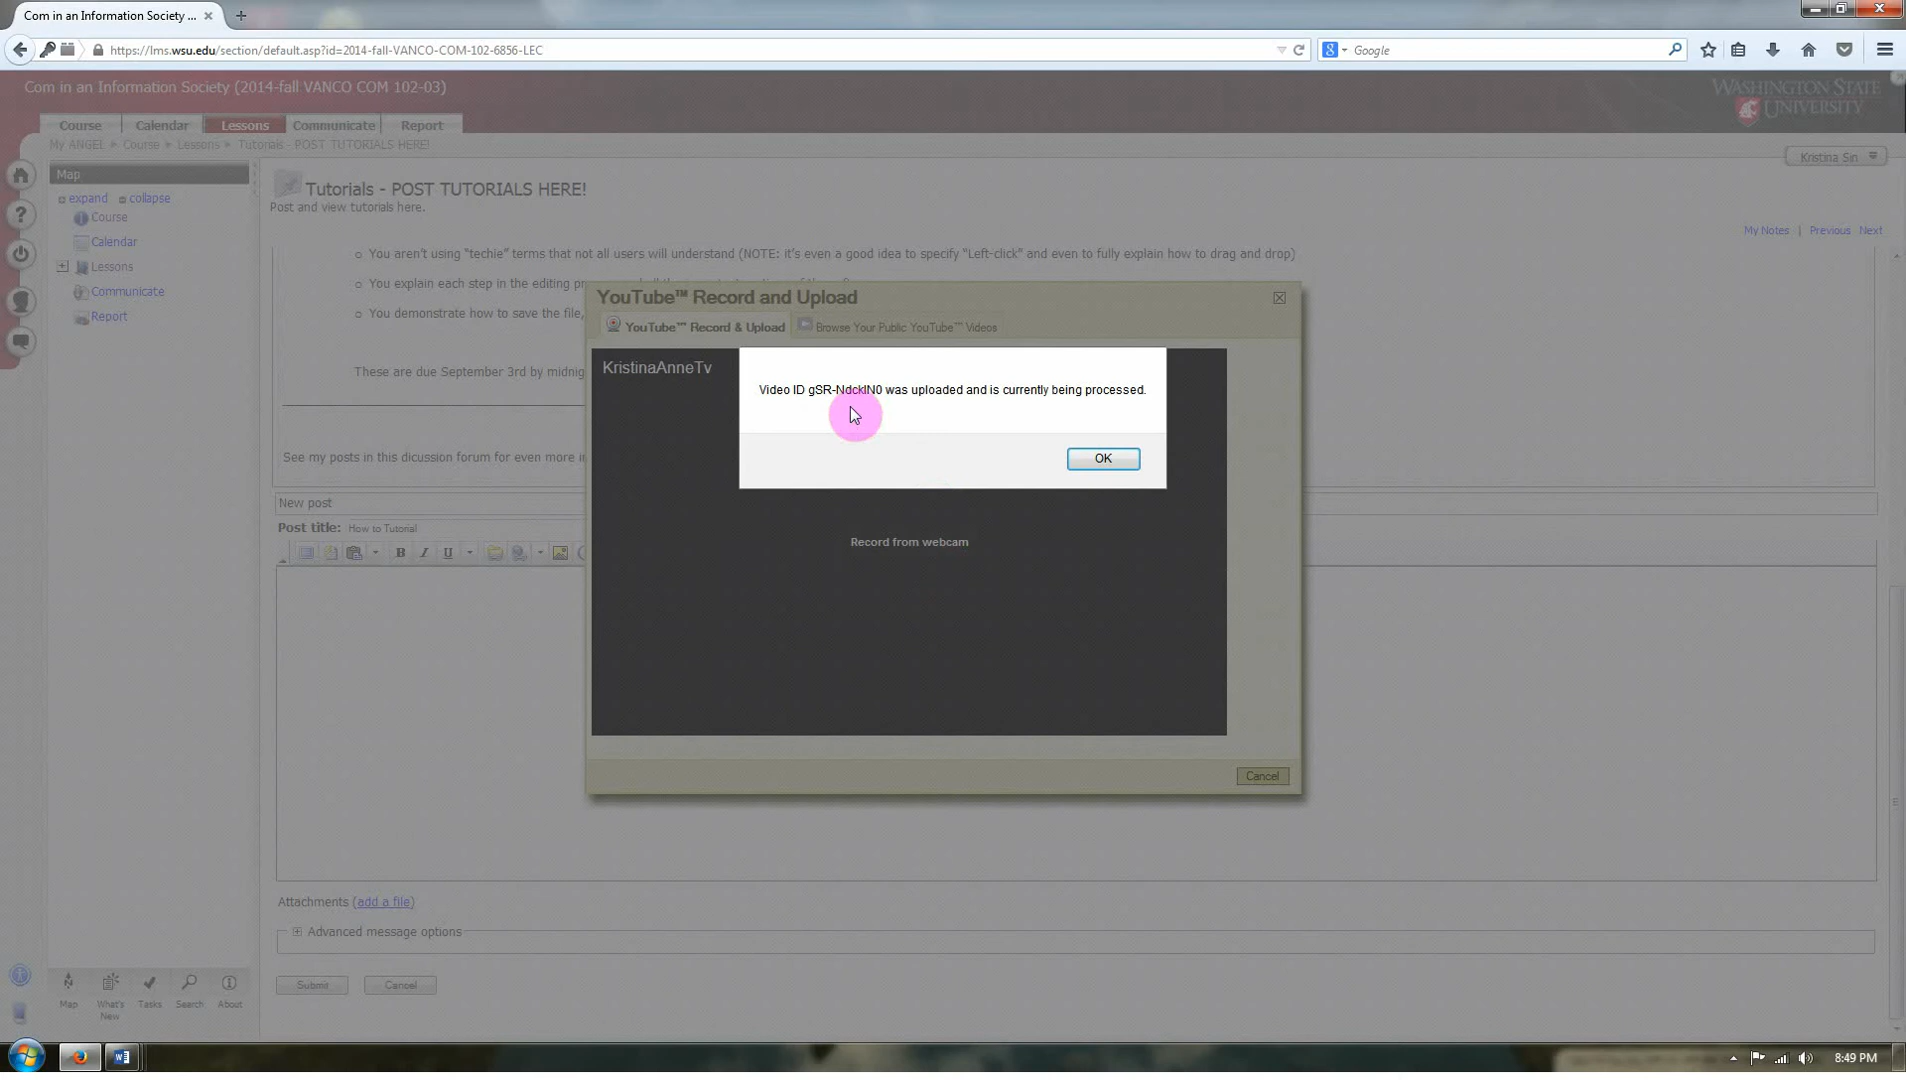 Com in an Information Society ...
https://lms.wsu.edu/section/default.asp?id=2014-fall-VANCO-COM-102-6856-LEC
Google
Com in an Information Society (2014-fall VANCO COM 102-03)
WASHINGTON STATE
UNIVERSITY
Course
Calendar
Lessons
Communicate
Report
My ANGEL
Course
Lessons
Tutorials - POST TUTORIALS HERE!
Kristina Sin
Map
expand
collapse
Course
Calendar
Lessons
Communicate
Report
Tutorials - POST TUTORIALS HERE!
Post and view tutorials here.
My Notes | Previous Next
You aren't using "techie" terms that not all users will understand (NOTE: it's even a good idea to specify "Left-click" and even to fully explain how to drag and drop)
You explain each step in the editing
You demonstrate how to save the file,
These are due September 3rd by
See my posts in this dicussion forum for even more
YouTube™ Record and Upload
YouTube™ Record & Upload
Browse Your Public YouTube™ Videos
KristinaAnneTv
Video ID gSR-NdckIN0 was uploaded and is currently being processed.
OK
Record from webcam
Cancel
New post
Post title: How to Tutorial
B I U
Attachments (add a file)
Advanced message options
Submit
Cancel
Map
What's
New
Tasks
Search
About
8:49 PM